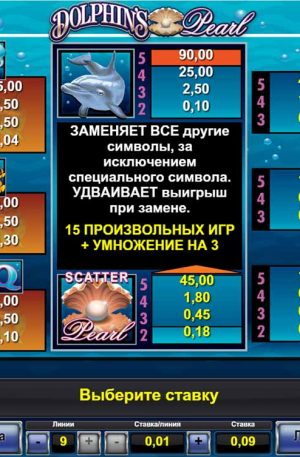 DOLPHIN'S Pearl
5 90,00
4 25,00
3 2,50
2 0,10
5,00
,50
,50
,04
ЗАМЕНЯЕТ ВСЕ другие
символы, за
исключением
специального символа.
УДВАИВАЕТ выигрыш
при замене.
15 ПРОИЗВОЛЬНЫХ ИГР
+ УМНОЖЕНИЕ НА 3
,00
,50
,30
5
4
3
2
SCATTER
Pearl
5 45,00
4 1,80
3 0,45
2 0,18
Q
,00
,50
,10
5
4
3
2
Выберите ставку
Линии Ставка/линия Ставка
а - 9 + - 0,01 + 0,09 П